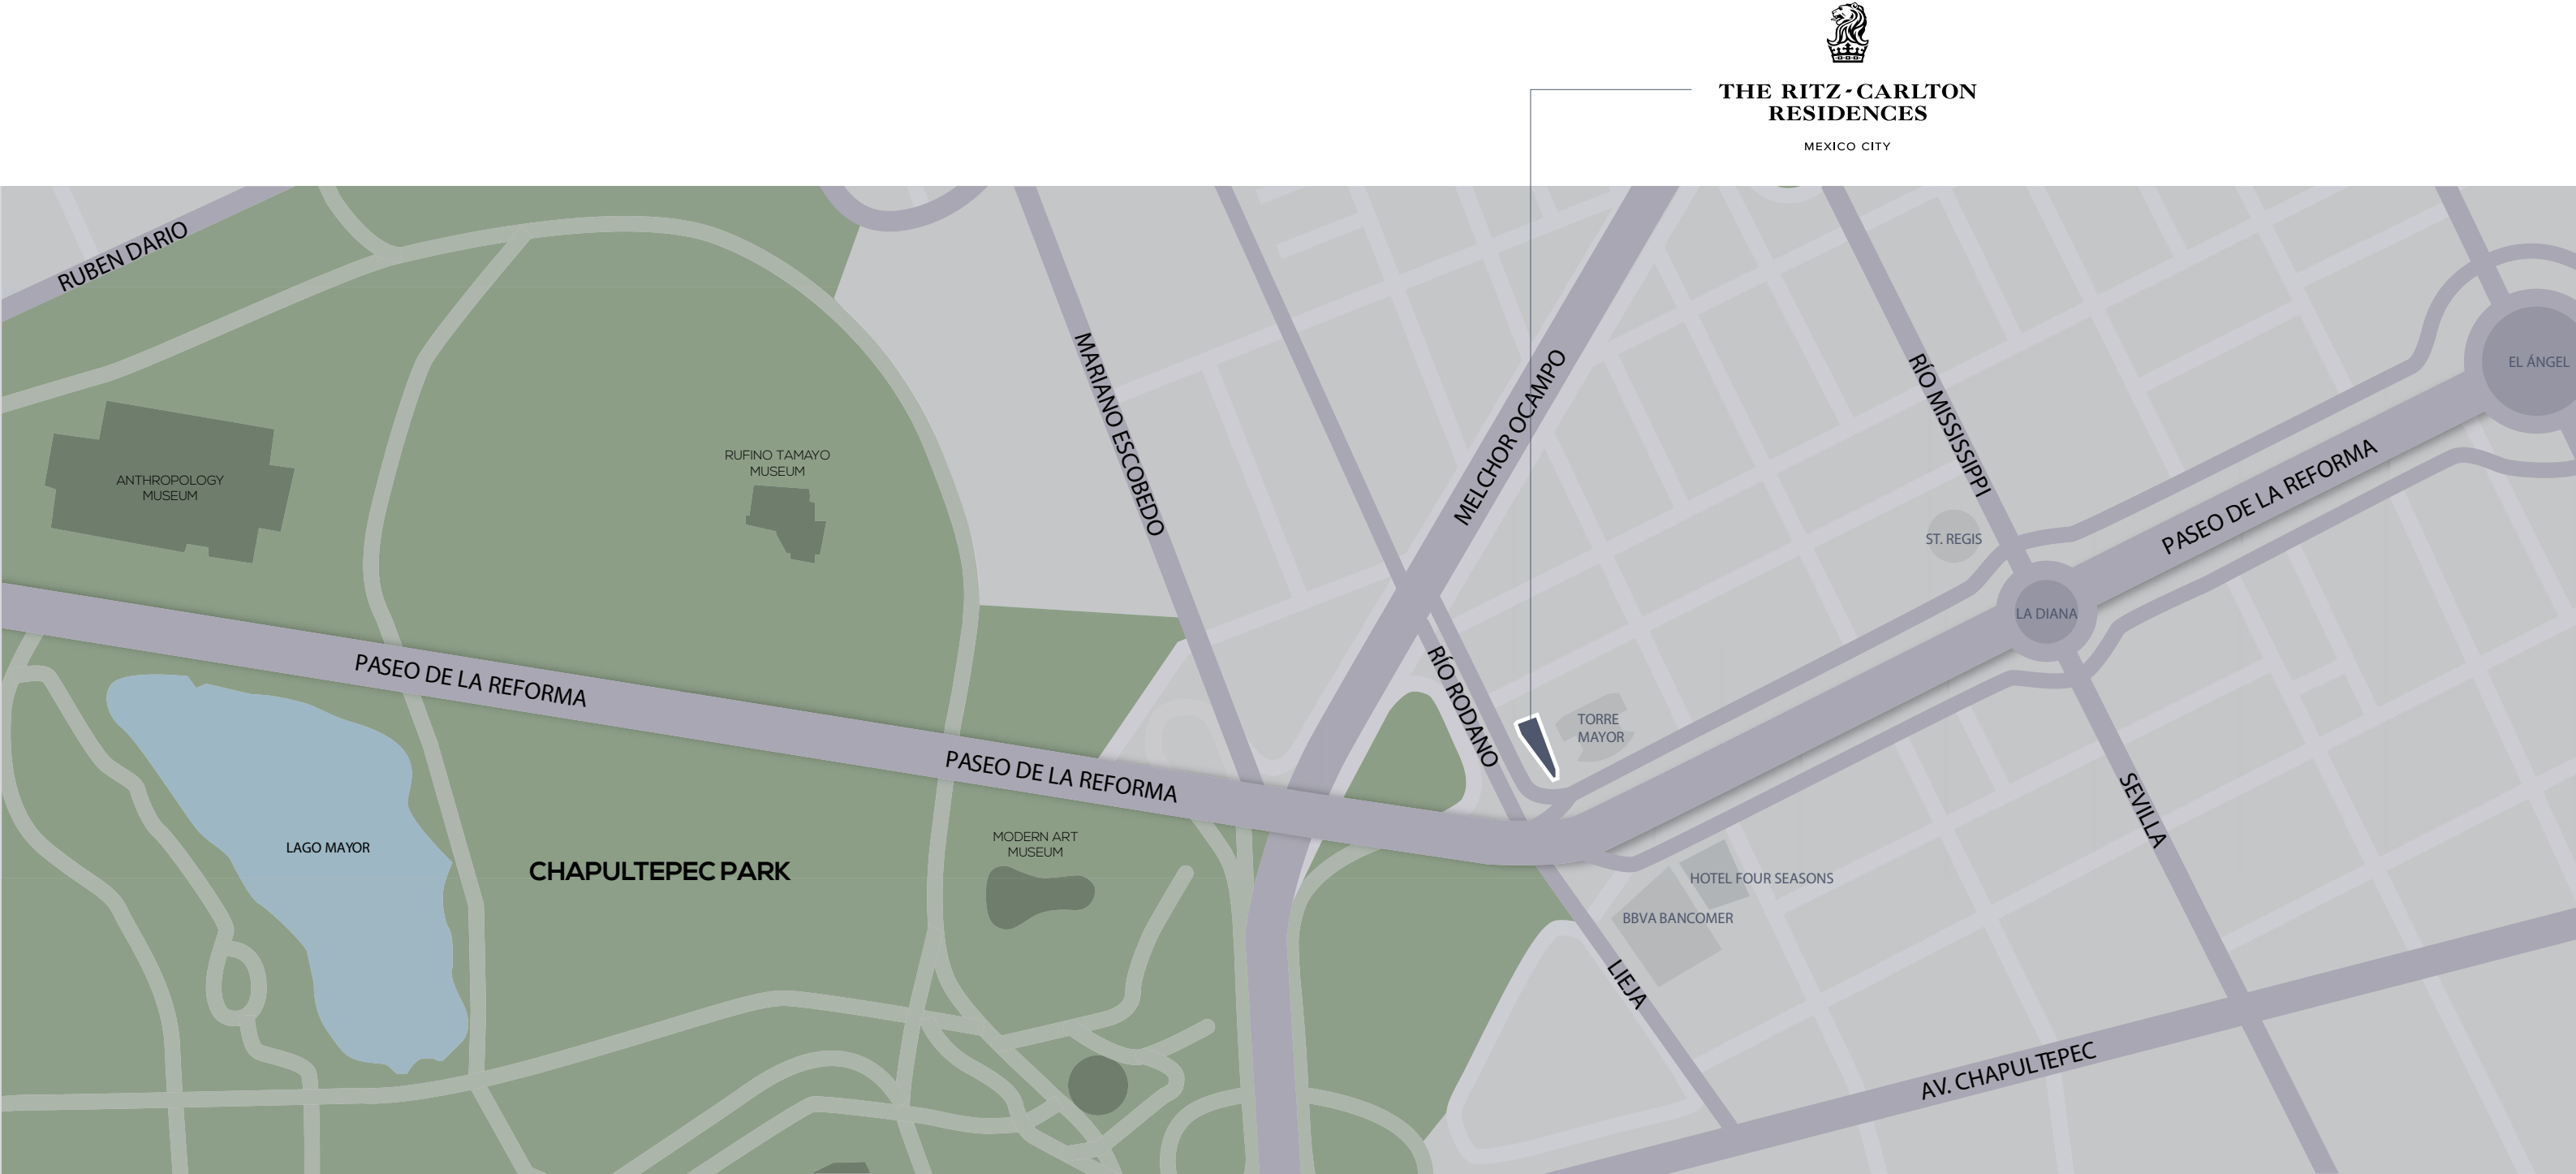 THE RITZ-CARLTON
RESIDENCES
MEXICO CITY
RUBEN DARIO
ANTHROPOLOGY
MUSEUM
RUFINO TAMAYO
MUSEUM
MARIANO ESCOBEDO
MELCHOR OCAMPO
RÍO MISSISSIPPI
EL ÁNGEL
PASEO DE LA REFORMA
ST. REGIS
LA DIANA
PASEO DE LA REFORMA
RÍO RODANO
TORRE
MAYOR
PASEO DE LA REFORMA
LAGO MAYOR
CHAPULTEPEC PARK
MODERN ART
MUSEUM
SEVILLA
HOTEL FOUR SEASONS
BBVA BANCOMER
LIEJA
AV. CHAPULTEPEC